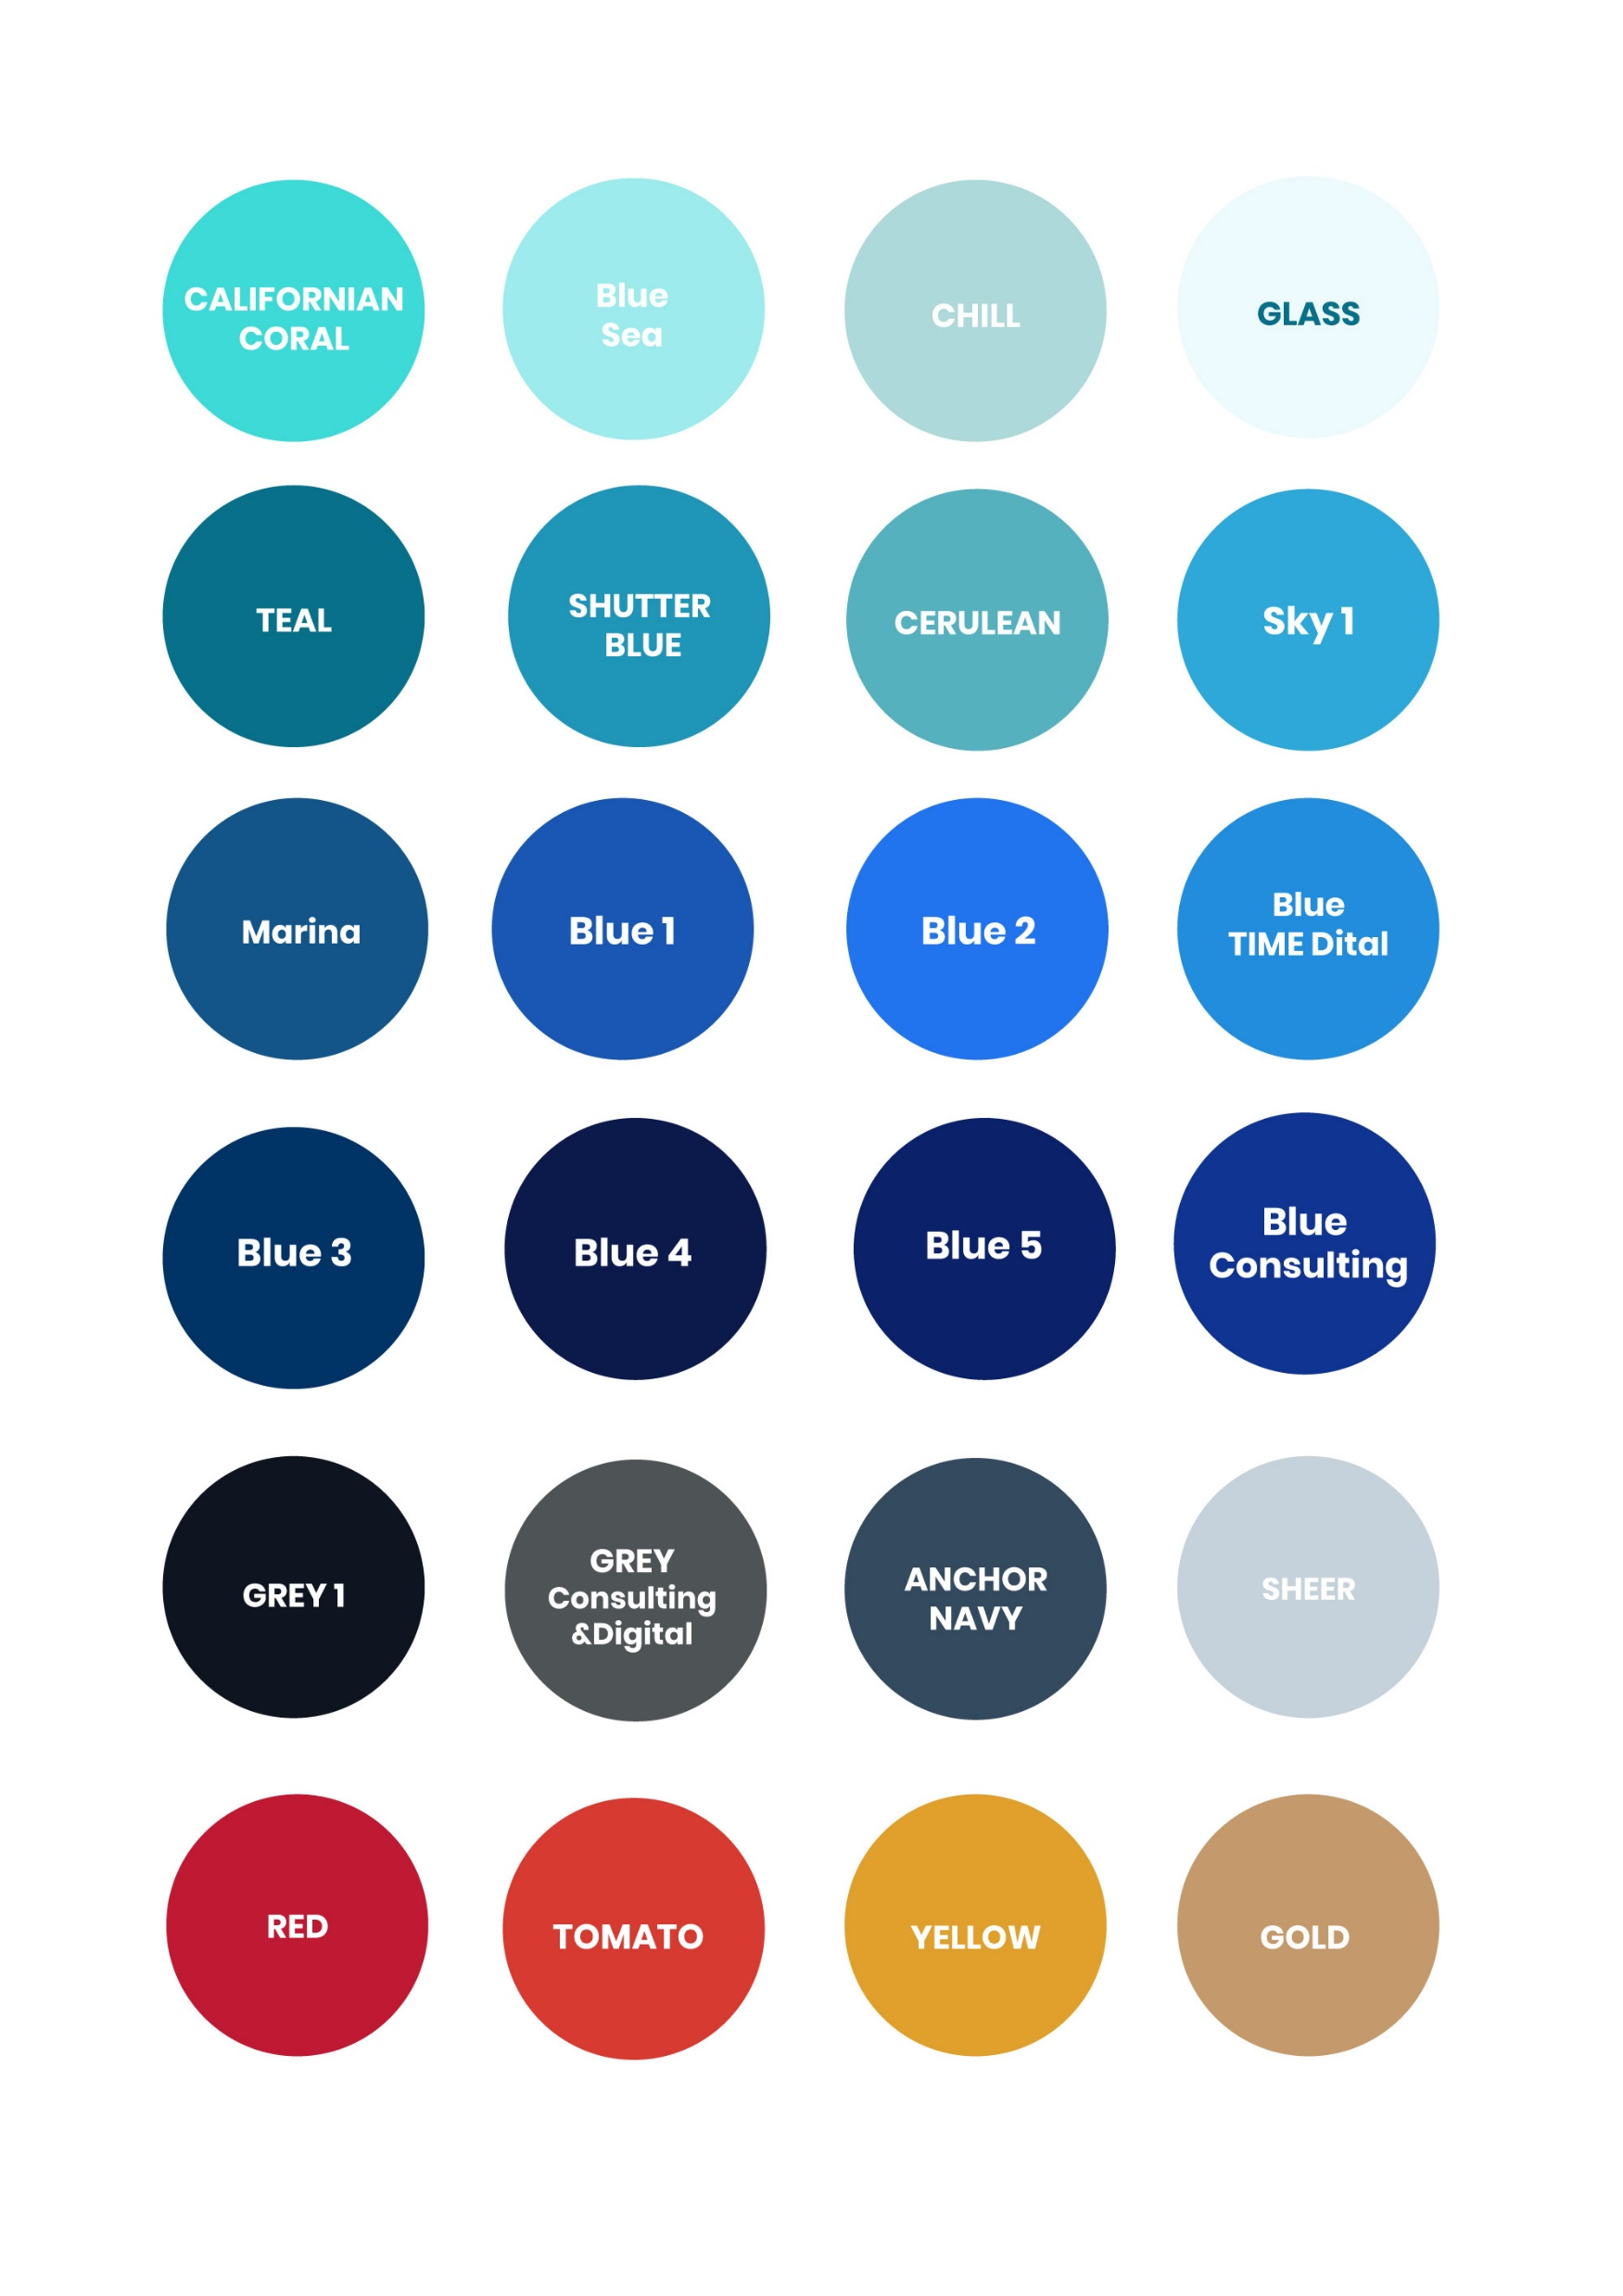 CALIFORNIAN
CORAL
Blue
Sea
CHILL
GLASS
TEAL
SHUTTER
BLUE
CERULEAN
Sky 1
Marina
Blue 1
Blue 2
Blue
TIME Dital
Blue 3
Blue 4
Blue 5
Blue
Consulting
GREY 1
GREY
Consulting
&Digital
ANCHOR
NAVY
SHEER
RED
TOMATO
YELLOW
GOLD